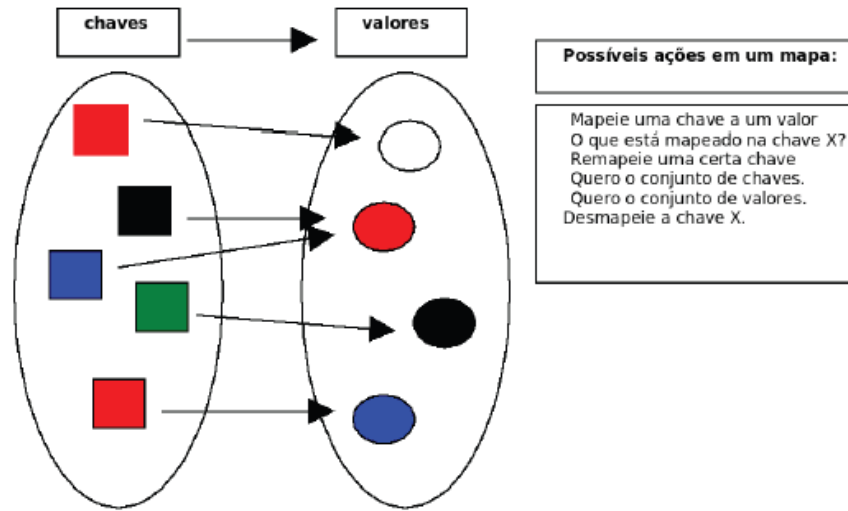 chaves
valores
Possíveis ações em um mapa:
Mapeie uma chave a um valor
O que está mapeado na chave X?
Remapeie uma certa chave
Quero o conjunto de chaves.
Quero o conjunto de valores.
Desmapeie a chave X.